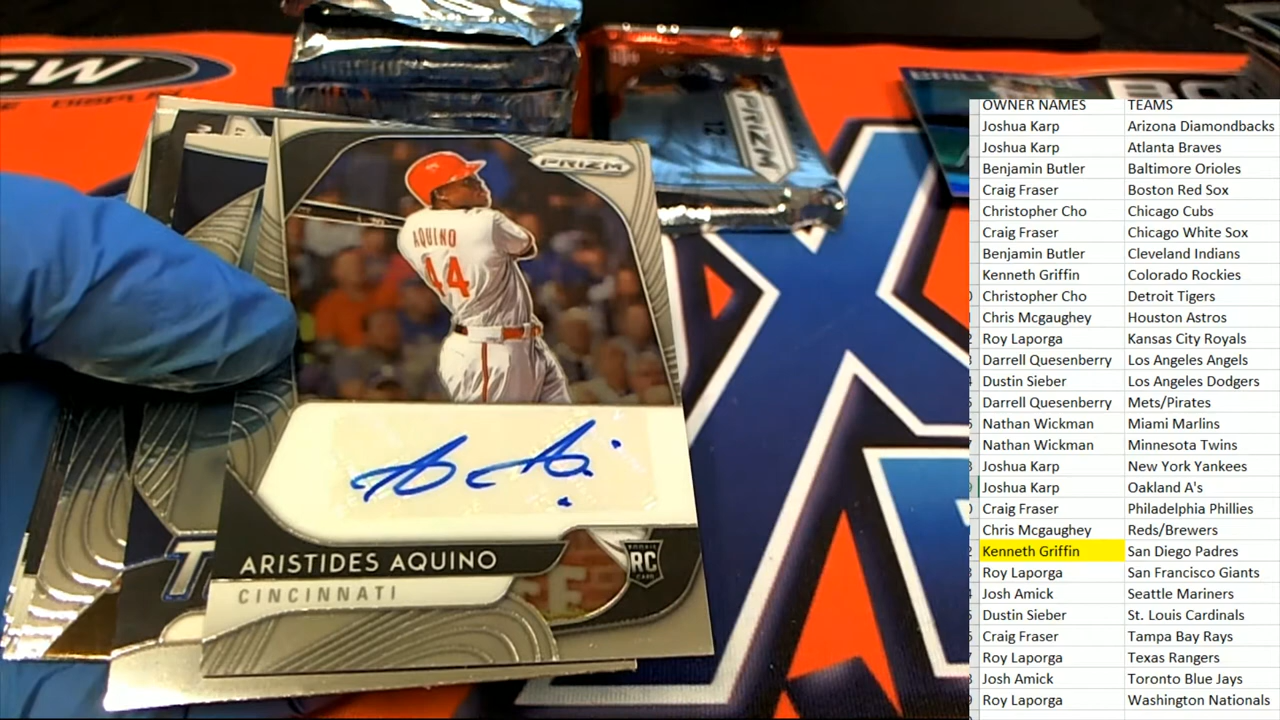 CW
DISPLAY
PRIZM
12
PRIZM
AQUINO
44
ARISTIDES AQUINO
RC
CINCINNATI
OWNER NAMES TEAMS
Joshua Karp Arizona Diamondbacks
Joshua Karp Atlanta Braves
Benjamin Butler Baltimore Orioles
Craig Fraser Boston Red Sox
Christopher Cho Chicago Cubs
Craig Fraser Chicago White Sox
Benjamin Butler Cleveland Indians
Kenneth Griffin Colorado Rockies
Christopher Cho Detroit Tigers
Chris Mcgaughey Houston Astros
Roy Laporga Kansas City Royals
Darrell Quesenberry Los Angeles Angels
Dustin Sieber Los Angeles Dodgers
Darrell Quesenberry Mets/Pirates
Nathan Wickman Miami Marlins
Nathan Wickman Minnesota Twins
Joshua Karp New York Yankees
Joshua Karp Oakland A's
Craig Fraser Philadelphia Phillies
Chris Mcgaughey Reds/Brewers
Kenneth Griffin San Diego Padres
Roy Laporga San Francisco Giants
Josh Amick Seattle Mariners
Dustin Sieber St. Louis Cardinals
Craig Fraser Tampa Bay Rays
Roy Laporga Texas Rangers
Josh Amick Toronto Blue Jays
Roy Laporga Washington Nationals